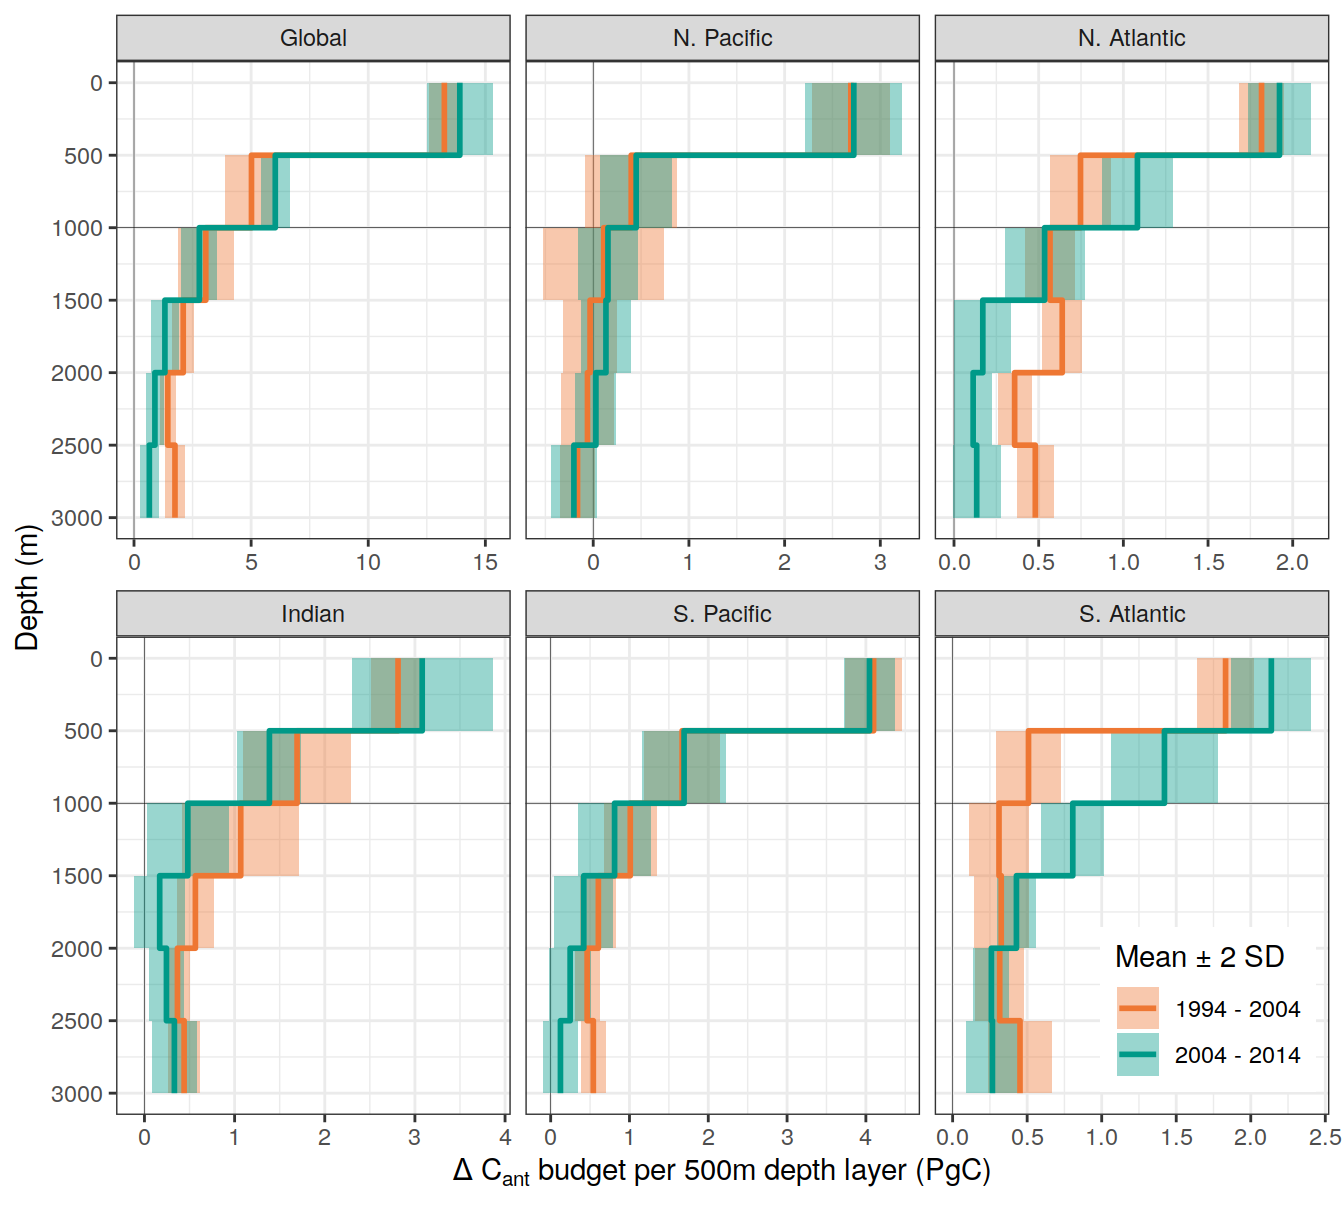 Global
N. Pacific
N. Atlantic
0
500
1000
1500
2000
2500
3000
0 5 10 15
0 1 2 3
0.0 0.5 1.0 1.5 2.0
Depth (m)
Indian
S. Pacific
S. Atlantic
0
500
1000
1500
2000
2500
3000
Mean ± 2 SD
1994 - 2004
2004 - 2014
0 1 2 3 4
0 1 2 3 4
0.0 0.5 1.0 1.5 2.0 2.5
Δ Cant budget per 500m depth layer (PgC)